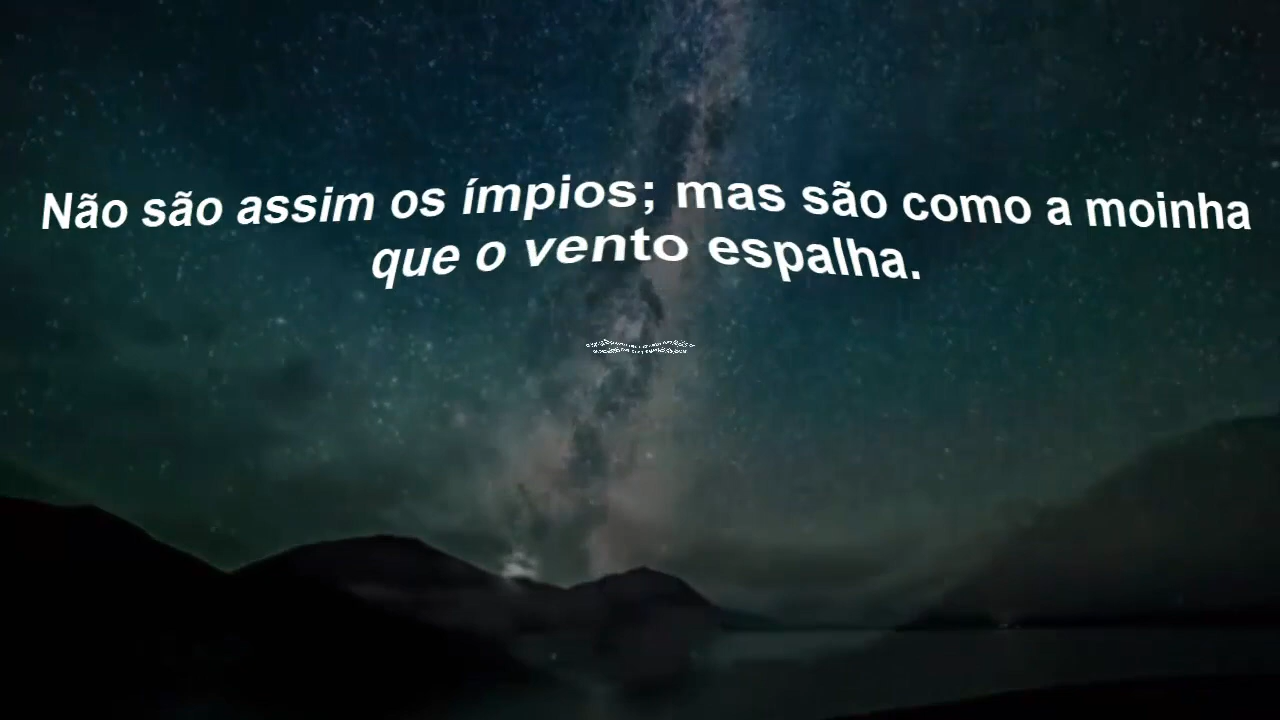 Não são assim os ímpios; mas são como a moinha
que o vento espalha.